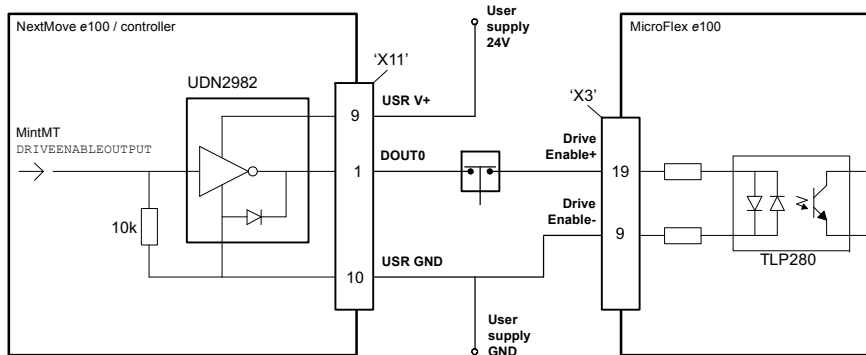 NextMove e100 / controller
User
supply
24V
MicroFlex e100
'X11'
UDN2982
'X3'
USR V+
9
MintMT
DRIVEENABLEOUTPUT
Drive
Enable+
DOUT0
1
19
Drive
Enable-
10k
9
TLP280
USR GND
10
User
supply
GND